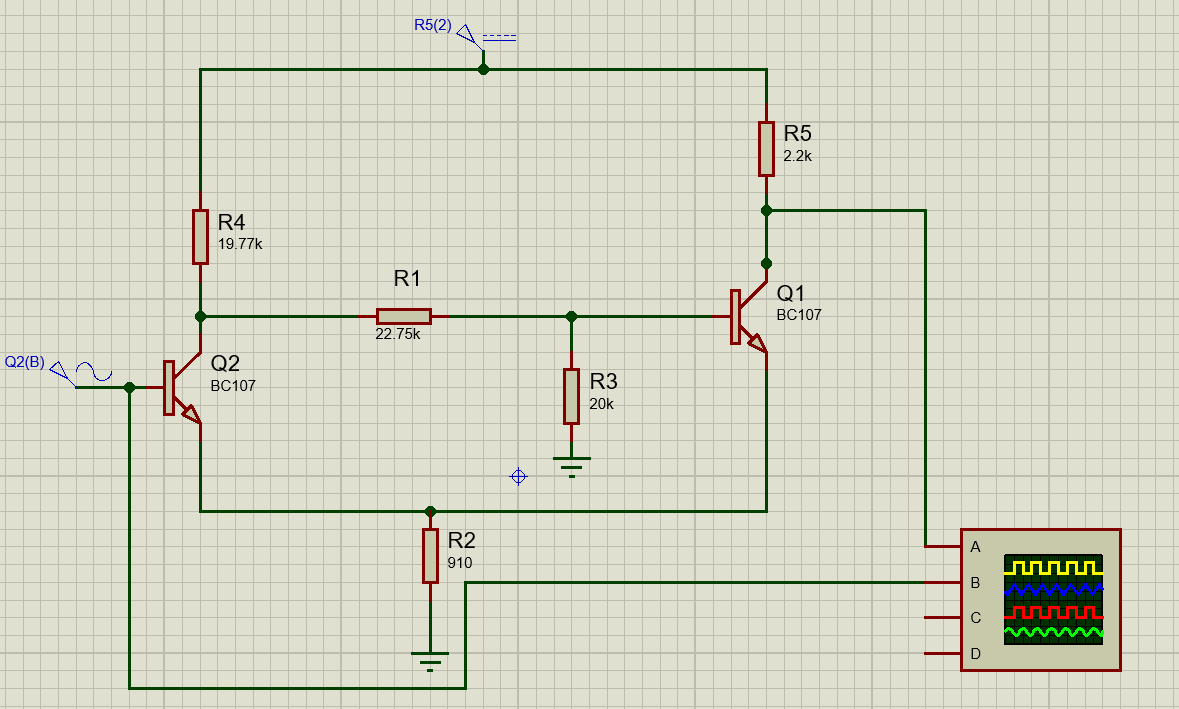 R5(2)
R5
2.2k
R4
19.77k
R1
22.75k
Q1
BC107
Q2(B)
Q2
BC107
R3
20k
R2
910
A
B
C
D